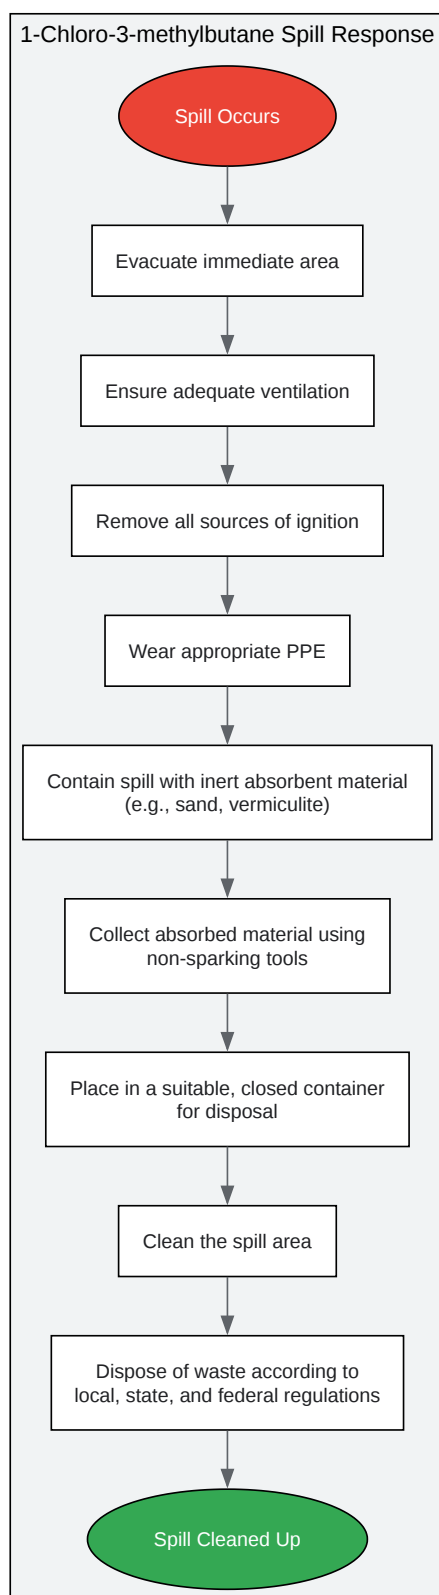 1-Chloro-3-methylbutane Spill Response
Spill Occurs
Evacuate immediate area
Ensure adequate ventilation
Remove all sources of ignition
Wear appropriate PPE
Contain spill with inert absorbent material
(e.g., sand, vermiculite)
Collect absorbed material using
non-sparking tools
Place in a suitable, closed container
for disposal
Clean the spill area
Dispose of waste according to
local, state, and federal regulations
Spill Cleaned Up